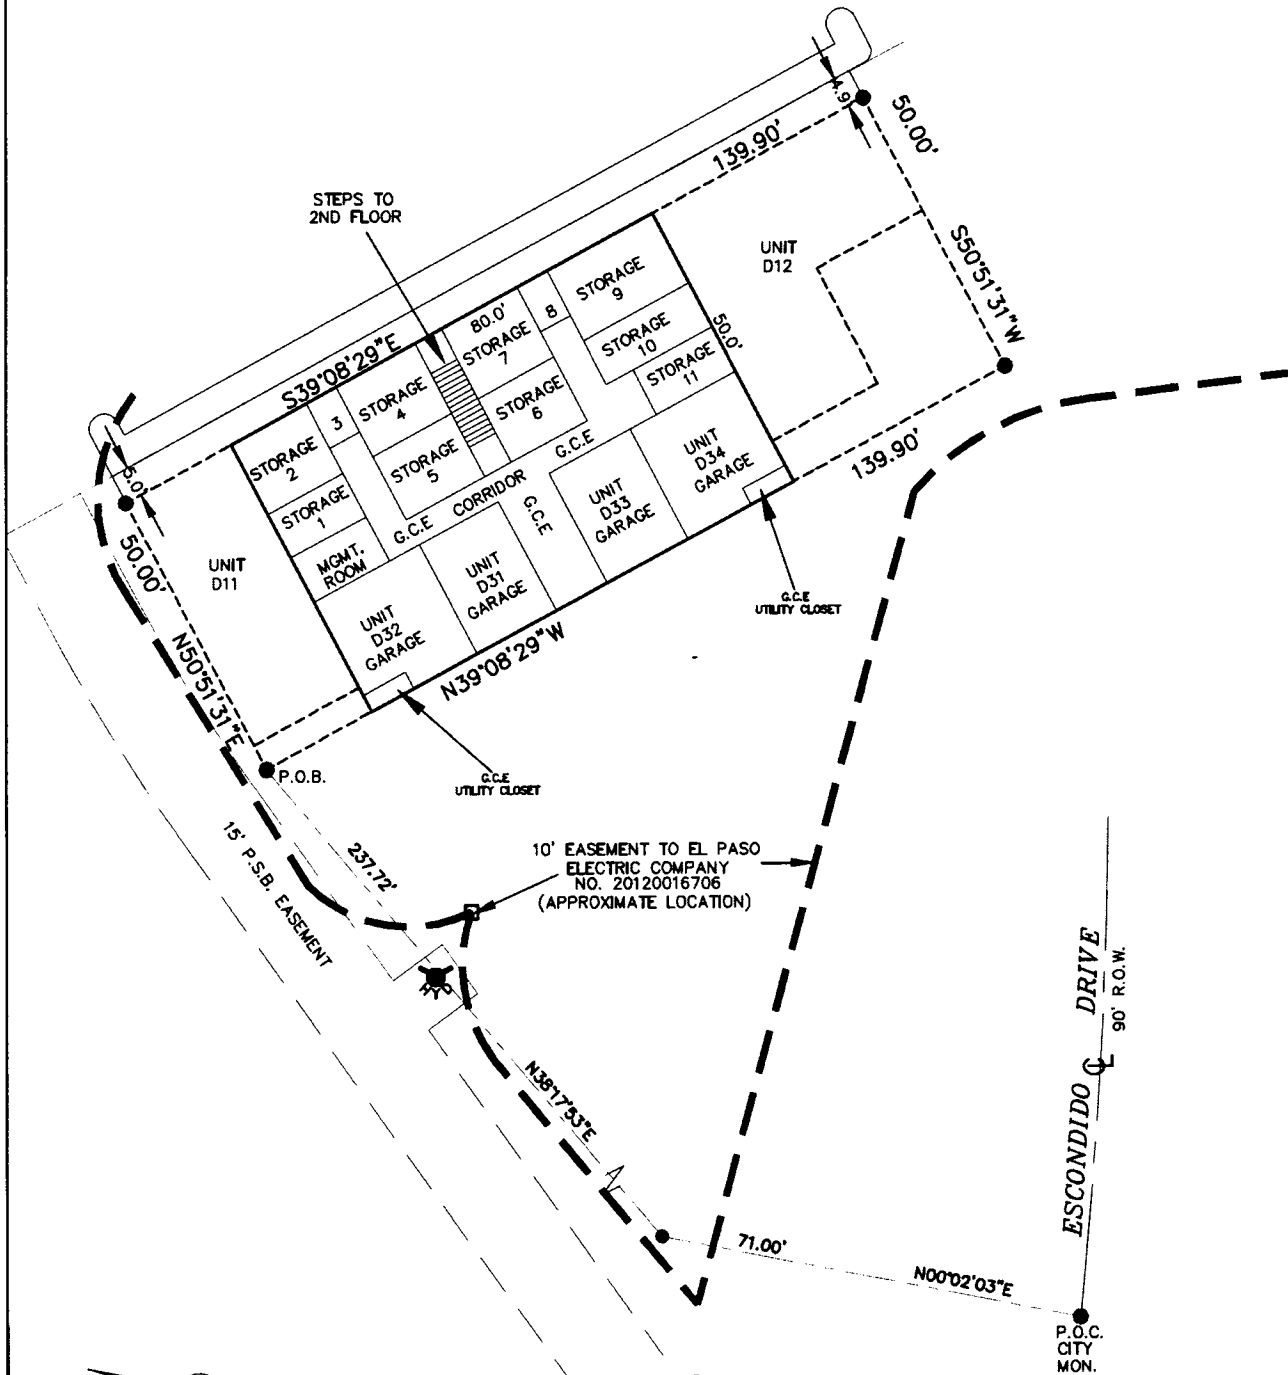 4.9'
50.00'
139.90'
STEPS TO
2ND FLOOR
UNIT
D12
S50°51'31"W
STORAGE
9
8
80.0'
STORAGE
7
STORAGE
10
50.0'
S39°08'29"E
STORAGE
4
STORAGE
11
3
STORAGE
6
STORAGE
2
STORAGE
5
G.C.E
UNIT
D34
GARAGE
139.90'
5.0'
STORAGE
1
G.C.E CORRIDOR
G.C.E
UNIT
D33
GARAGE
50.00'
UNIT
D11
MGMT.
ROOM
UNIT
D31
GARAGE
G.C.E
UTILITY CLOSET
UNIT
D32
GARAGE
N39°08'29"W
N50°51'31"E
P.O.B.
G.C.E
UTILITY CLOSET
15' P.S.B. EASEMENT
237.72'
10' EASEMENT TO EL PASO
ELECTRIC COMPANY
NO. 20120016706
(APPROXIMATE LOCATION)
HYD
ESCONDIDO DRIVE
90' R.O.W.
CL
N38°17'53"E
71.00'
N00°02'03"E
P.O.C.
CITY
MON.